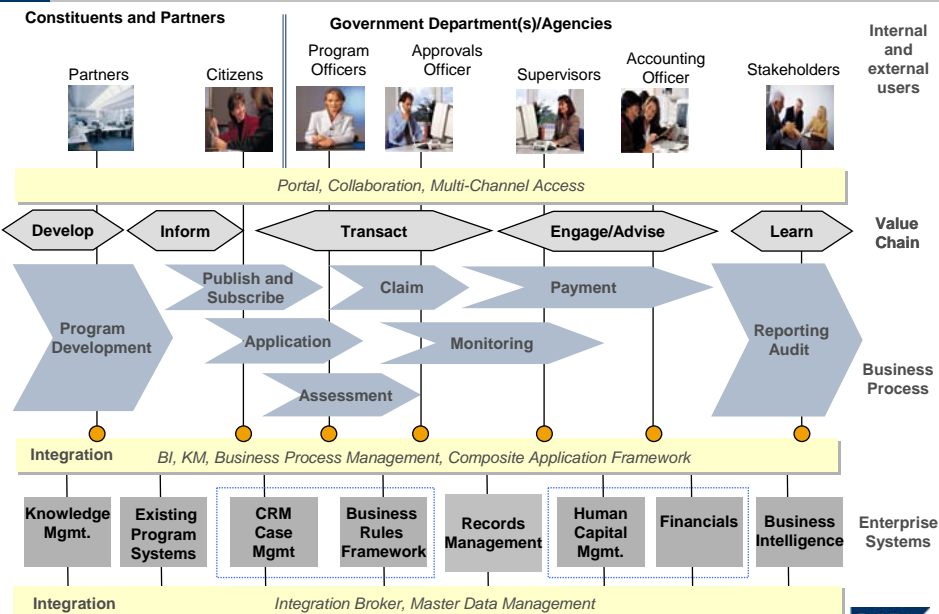 Constituents and Partners
Government Department(s)/Agencies
Internal
and
external
users
Partners
Citizens
Program
Officers
Approvals
Officer
Supervisors
Accounting
Officer
Stakeholders
Portal, Collaboration, Multi-Channel Access
Develop
Inform
Transact
Engage/Advise
Learn
Value
Chain
Publish and
Subscribe
Claim
Payment
Program
Development
Application
Monitoring
Reporting
Audit
Assessment
Business
Process
Integration
BI, KM, Business Process Management, Composite Application Framework
Knowledge
Mgmt.
Existing
Program
Systems
CRM
Case
Mgmt
Business
Rules
Framework
Records
Management
Human
Capital
Mgmt.
Financials
Business
Intelligence
Enterprise
Systems
Integration
Integration Broker, Master Data Management